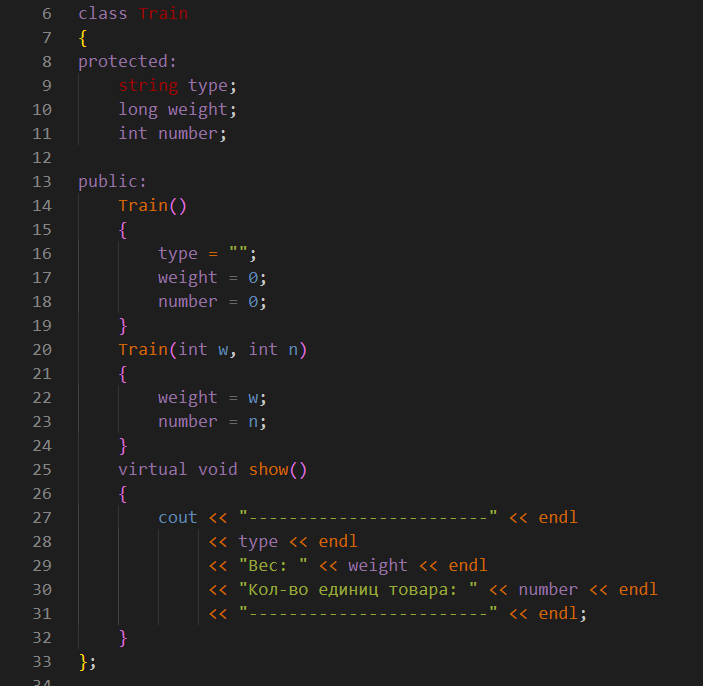 6 class Train
7 {
8 protected:
9     string type;
10     long weight;
11     int number;
12
13 public:
14     Train()
15     {
16         type = "";
17         weight = 0;
18         number = 0;
19     }
20     Train(int w, int n)
21     {
22         weight = w;
23         number = n;
24     }
25     virtual void show()
26     {
27         cout << "------------------------" << endl
28              << type << endl
29              << "Вес: " << weight << endl
30              << "Кол-во единиц товара: " << number << endl
31              << "------------------------" << endl;
32     }
33 };
34